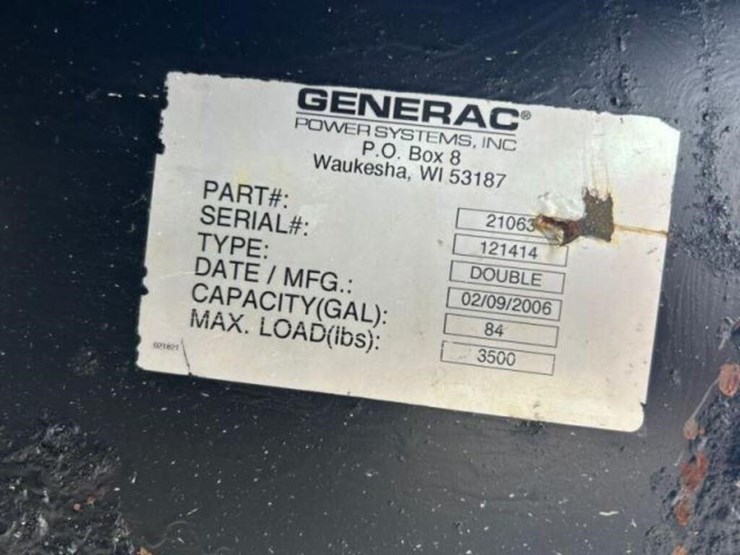 GENERAC®
POWER SYSTEMS, INC
P.O. Box 8
Waukesha, WI 53187
PART#:
SERIAL#: 121414
TYPE: DOUBLE
DATE / MFG.: 02/09/2006
CAPACITY(GAL): 84
MAX. LOAD(lbs): 3500